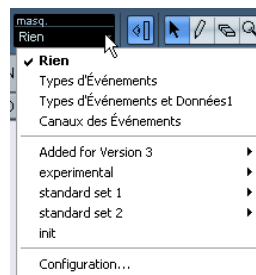 masq.
Rien
Rien
Types d'Événements
Types d'Événements et Données1
Canaux des Événements
Added for Version 3
experimental
standard set 1
standard set 2
init
Configuration...